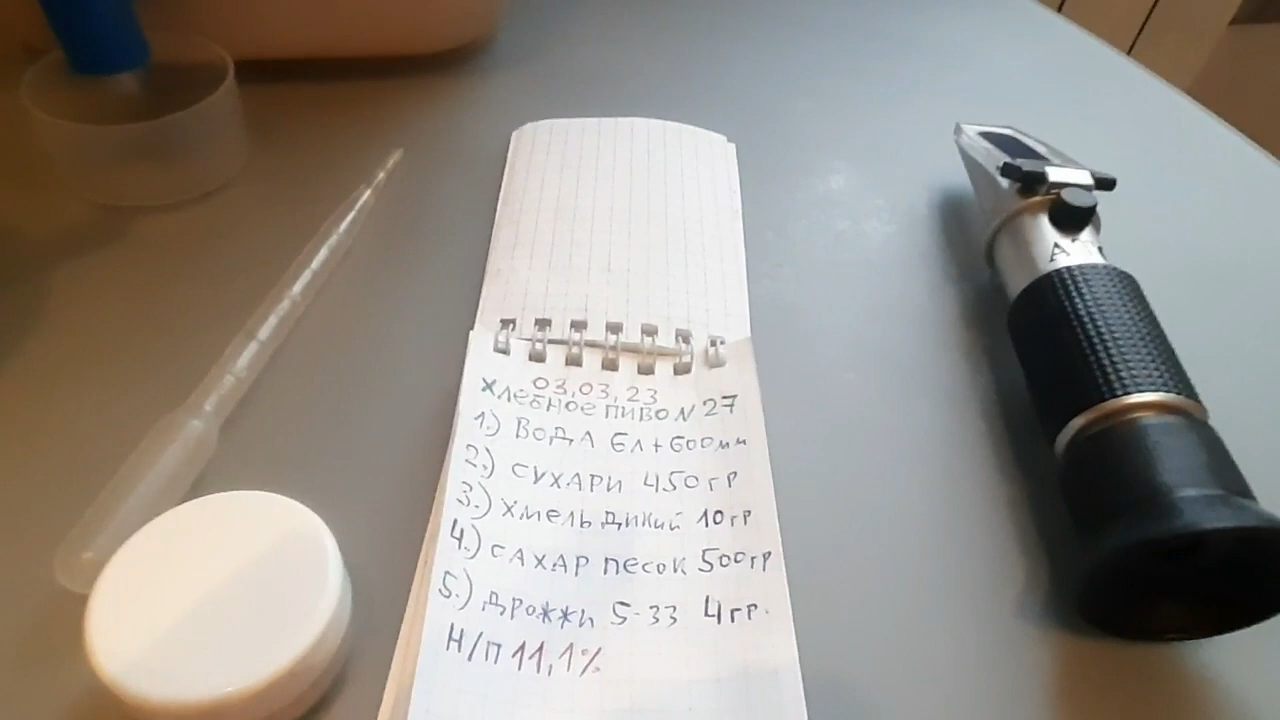 03,03,23
Хлебное пиво N 27
1.) Вода 6л+600мл
2.) Сухари 450гр
3.) Хмель дикий 10гр
4.) Сахар песок 500гр
5.) Дрожжи S-33 4гр.
Н/П 11,1%